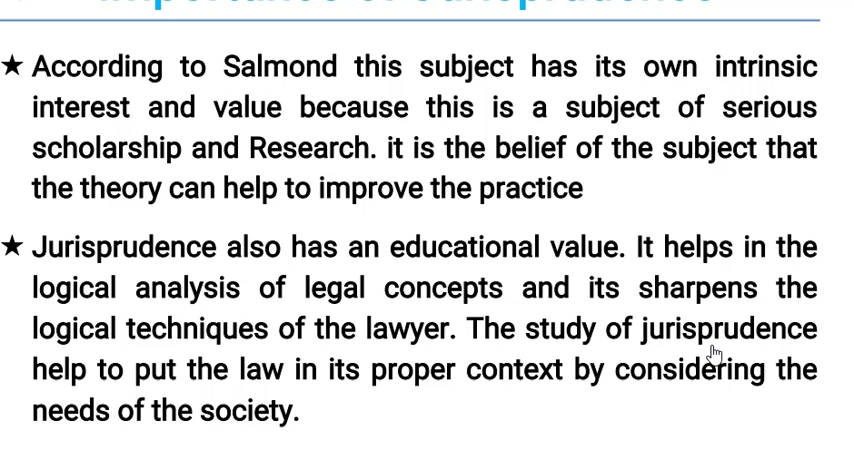 Importance of Jurisprudence
★ According to Salmond this subject has its own intrinsic
interest and value because this is a subject of serious
scholarship and Research. it is the belief of the subject that
the theory can help to improve the practice
★ Jurisprudence also has an educational value. It helps in the
logical analysis of legal concepts and its sharpens the
logical techniques of the lawyer. The study of jurisprudence
help to put the law in its proper context by considering the
needs of the society.